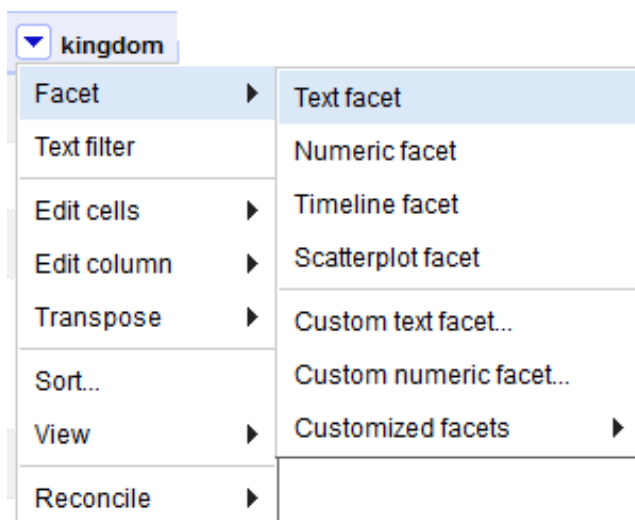 kingdom
Facet
Text filter
Edit cells
Edit column
Transpose
Sort...
View
Reconcile
Text facet
Numeric facet
Timeline facet
Scatterplot facet
Custom text facet...
Custom numeric facet...
Customized facets